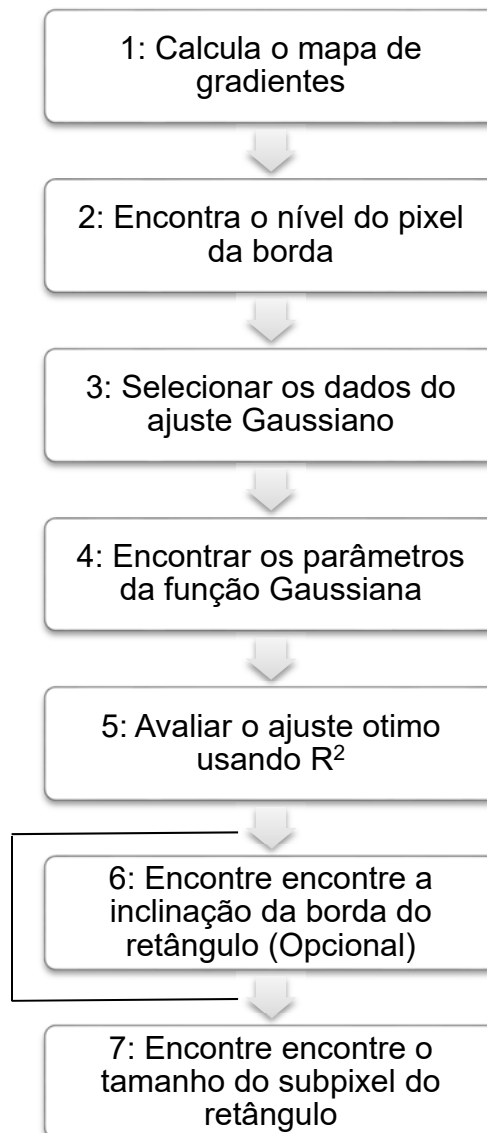 1: Calcula o mapa de
gradientes
2: Encontra o nível do pixel
da borda
3: Selecionar os dados do
ajuste Gaussiano
4: Encontrar os parâmetros
da função Gaussiana
5: Avaliar o ajuste otimo
usando R²
6: Encontre encontre a
inclinação da borda do
retângulo (Opcional)
7: Encontre encontre o
tamanho do subpixel do
retângulo